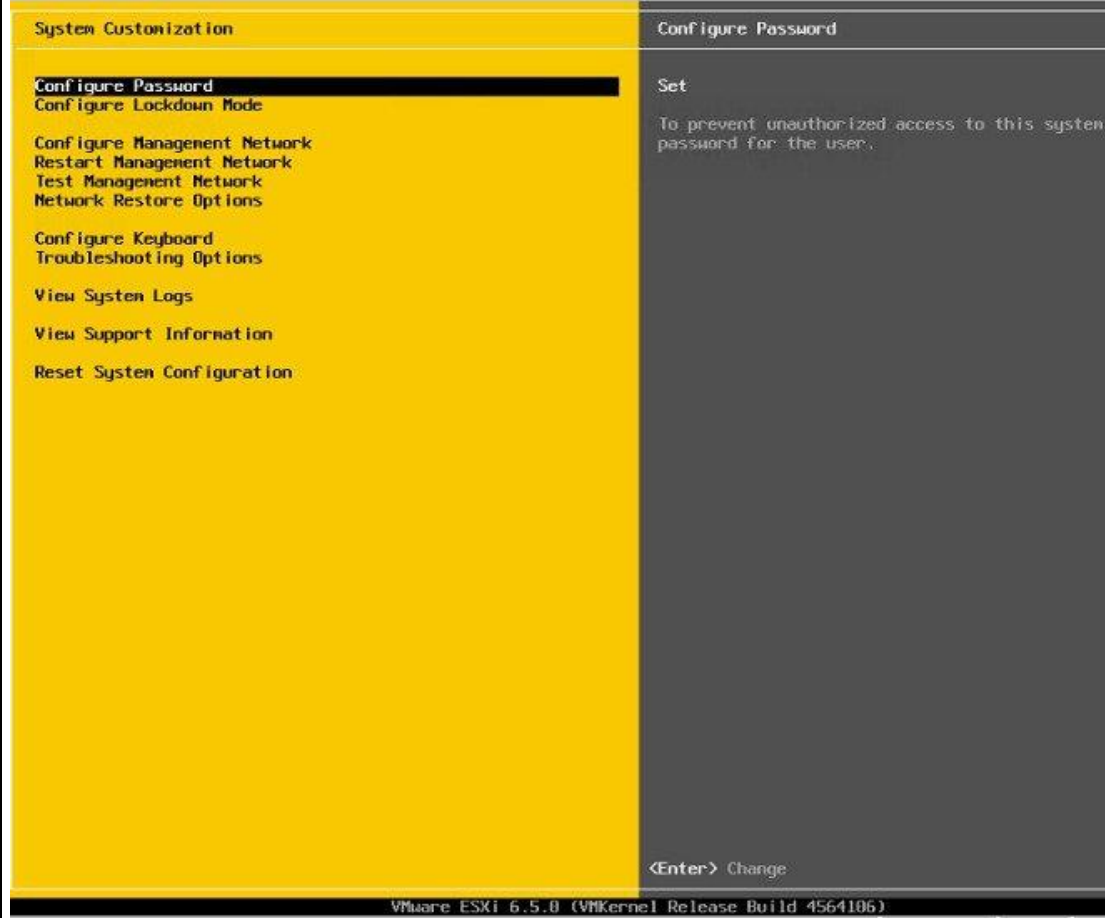 System Customization
Configure Password
Configure Lockdown Mode
Configure Management Network
Restart Management Network
Test Management Network
Network Restore Options
Configure Keyboard
Troubleshooting Options
View System Logs
View Support Information
Reset System Configuration
Configure Password
Set
To prevent unauthorized access to this system
password for the user.
<Enter> Change
VMware ESXi 6.5.0 (VMKernel Release Build 4564106)